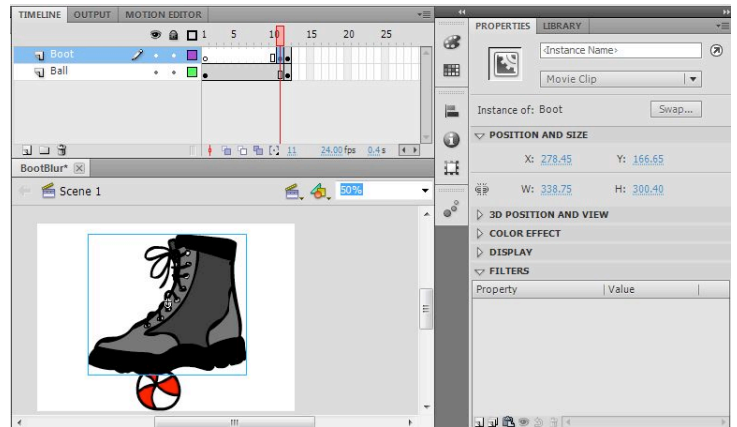 TIMELINE OUTPUT MOTION EDITOR
1 5 10 15 20 25
Boot
Ball
11 24.00 fps 0.4 s
BootBlur*
Scene 1 50%
PROPERTIES LIBRARY
<Instance Name>
Movie Clip
Instance of: Boot Swap...
POSITION AND SIZE
X: 278.45 Y: 166.65
W: 338.75 H: 300.40
3D POSITION AND VIEW
COLOR EFFECT
DISPLAY
FILTERS
Property Value